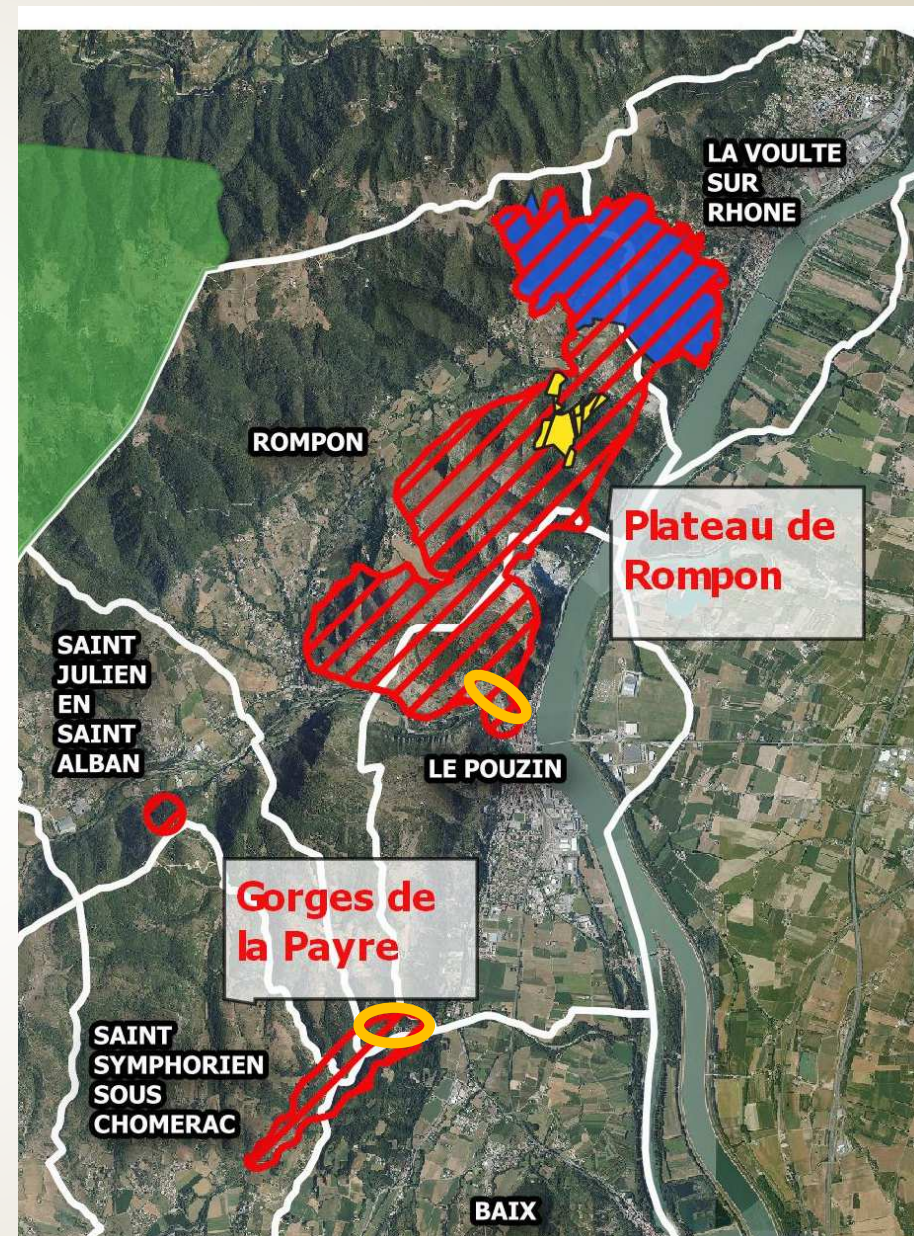 LA VOULTE
SUR
RHONE
ROMPON
Plateau de
Rompon
SAINT
JULIEN
EN
SAINT
ALBAN
LE POUZIN
Gorges de
la Payre
SAINT
SYMPHORIEN
SOUS
CHOMERAC
BAIX